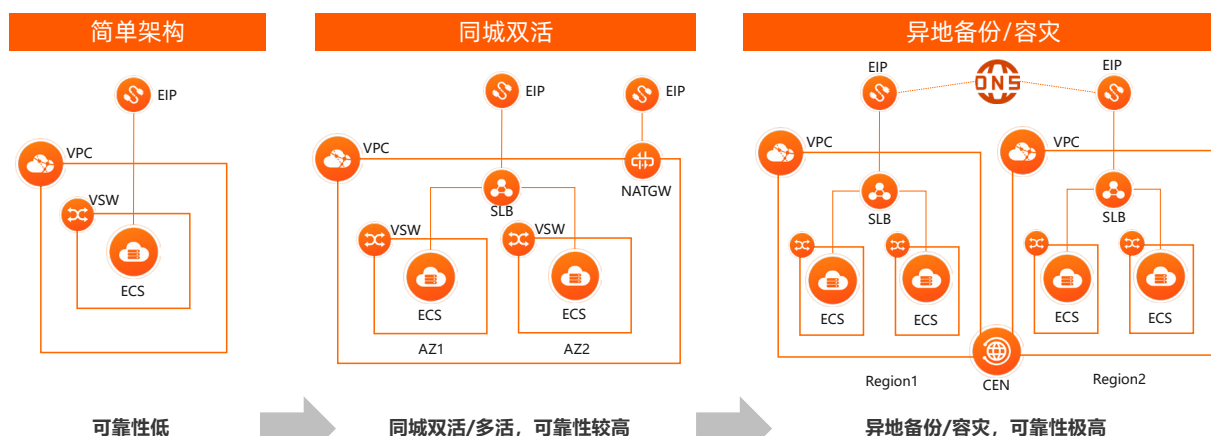 简单架构
EIP
VPC
VSW
ECS
可靠性低
同城双活
EIP
EIP
VPC
NATGW
SLB
VSW
VSW
ECS
ECS
AZ1
AZ2
同城双活/多活，可靠性较高
异地备份/容灾
EIP
DNS
EIP
VPC
VPC
SLB
SLB
ECS
ECS
ECS
ECS
Region1
CEN
Region2
异地备份/容灾，可靠性极高